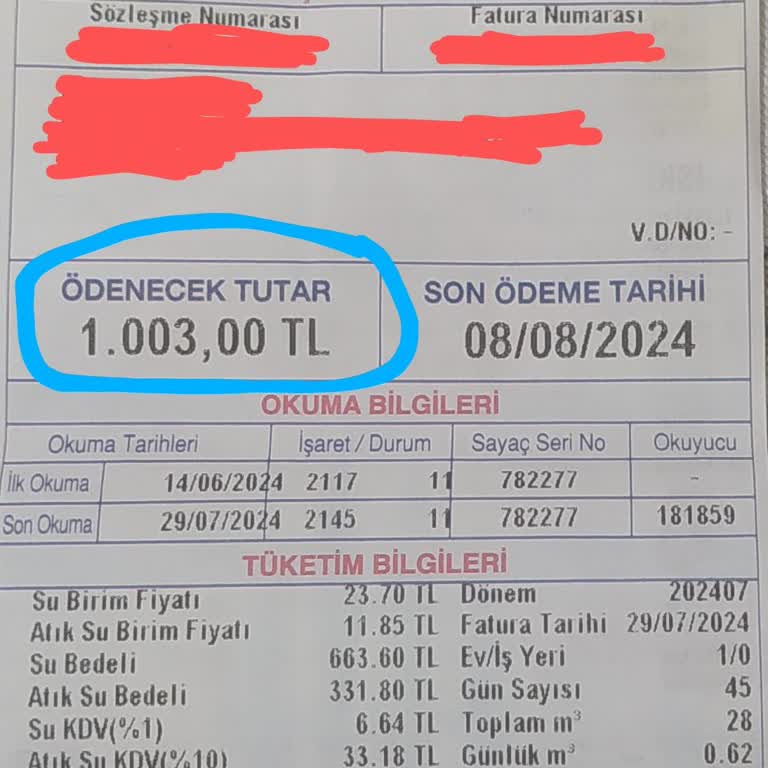 Sözleşme Numarası Fatura Numarası
V.D/NO: -
ÖDENECEK TUTAR SON ÖDEME TARİHİ
1.003,00 TL 08/08/2024
OKUMA BİLGİLERİ
Okuma Tarihleri İşaret / Durum Sayaç Seri No Okuyucu
İlk Okuma 14/06/2024 2117 11 782277 -
Son Okuma 29/07/2024 2145 11 782277 181859
TÜKETİM BİLGİLERİ
Su Birim Fiyatı 23.70 TL Dönem 202407
Atık Su Birim Fiyatı 11.85 TL Fatura Tarihi 29/07/2024
Su Bedeli 663.60 TL Ev/İş Yeri 1/0
Atık Su Bedeli 331.80 TL Gün Sayısı 45
Su KDV(%1) 6.64 TL Toplam m³ 28
Atık Su KDV(%10) 33.18 TL Günlük m³ 0.62